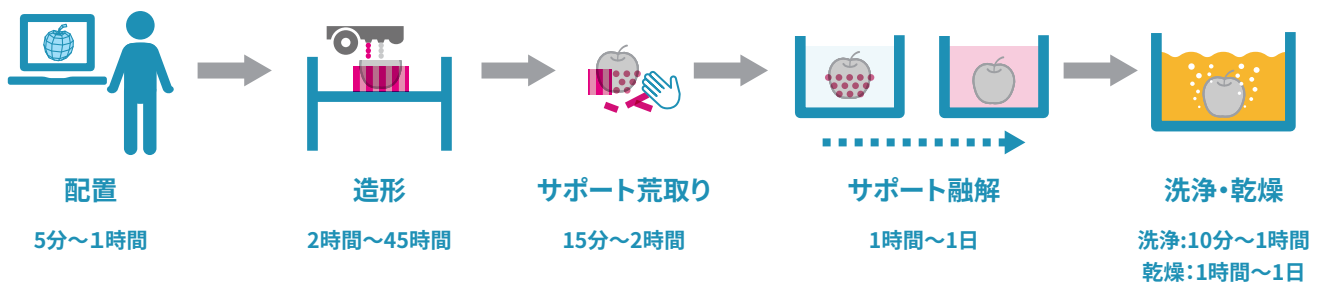 配置
5分～1時間
造形
2時間～45時間
サポート荒取り
15分～2時間
サポート融解
1時間～1日
洗浄・乾燥
洗浄:10分～1時間
乾燥：1時間～1日